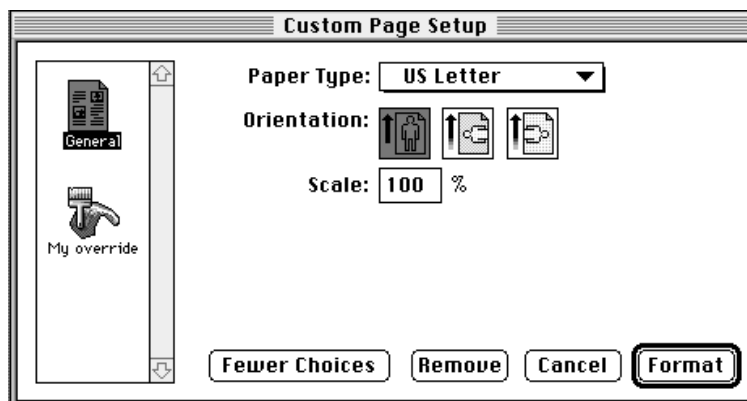 Custom Page Setup
General
My override
Paper Type: US Letter
Orientation:
Scale: 100 %
Fewer Choices Remove Cancel Format